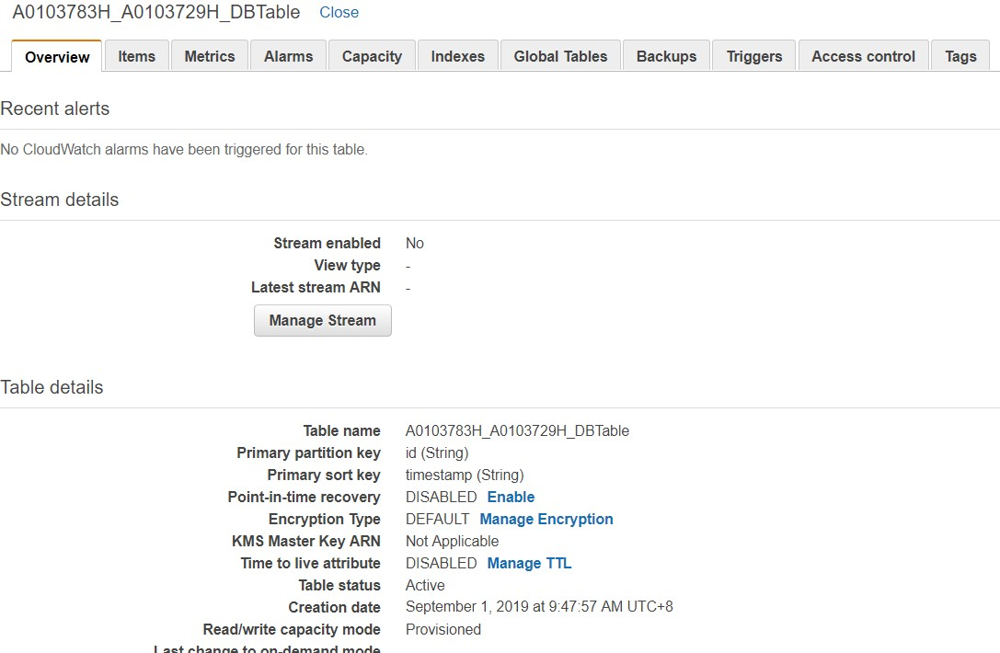 A0103783H_A0103729H_DBTable Close
Overview Items Metrics Alarms Capacity Indexes Global Tables Backups Triggers Access control Tags
Recent alerts
No CloudWatch alarms have been triggered for this table.
Stream details
Stream enabled No
View type -
Latest stream ARN -
Manage Stream
Table details
Table name A0103783H_A0103729H_DBTable
Primary partition key id (String)
Primary sort key timestamp (String)
Point-in-time recovery DISABLED Enable
Encryption Type DEFAULT Manage Encryption
KMS Master Key ARN Not Applicable
Time to live attribute DISABLED Manage TTL
Table status Active
Creation date September 1, 2019 at 9:47:57 AM UTC+8
Read/write capacity mode Provisioned
Last change to on-demand mode